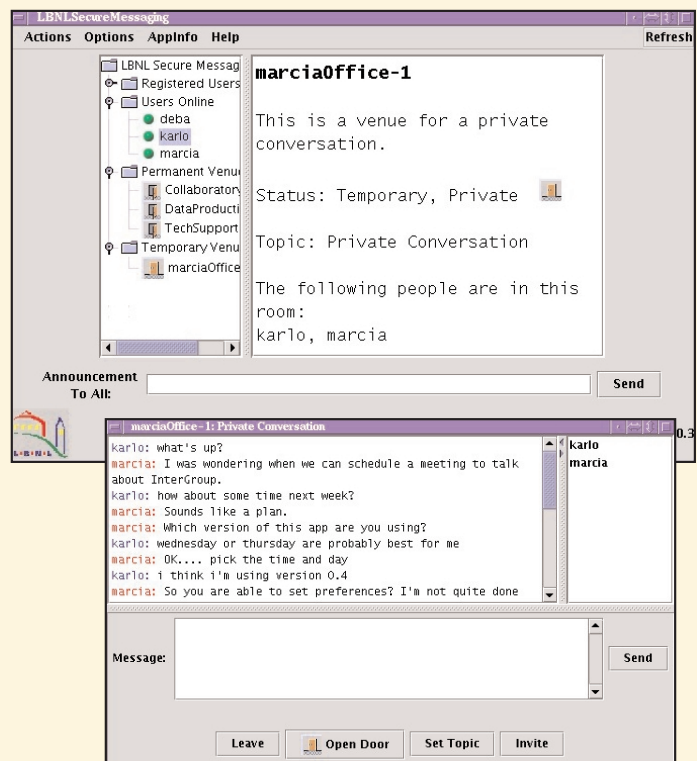 LBNLSecureMessaging
Actions Options AppInfo Help
Refresh
LBNL Secure Messag
Registered Users
Users Online
deba
karlo
marcia
Permanent Venu
Collaboratory
DataProducti
TechSupport
Temporary Venu
marciaOffice
marciaOffice-1
This is a venue for a private
conversation.
Status: Temporary, Private
Topic: Private Conversation
The following people are in this
room:
karlo, marcia
Announcement
To All:
Send
L·B·N·L
0.3
marciaOffice-1: Private Conversation
karlo: what's up?
marcia: I was wondering when we can schedule a meeting to talk
about InterGroup.
karlo: how about some time next week?
marcia: Sounds like a plan.
marcia: Which version of this app are you using?
karlo: wednesday or thursday are probably best for me
marcia: OK.... pick the time and day
karlo: i think i'm using version 0.4
marcia: So you are able to set preferences? I'm not quite done
karlo
marcia
Message:
Send
Leave
Open Door
Set Topic
Invite